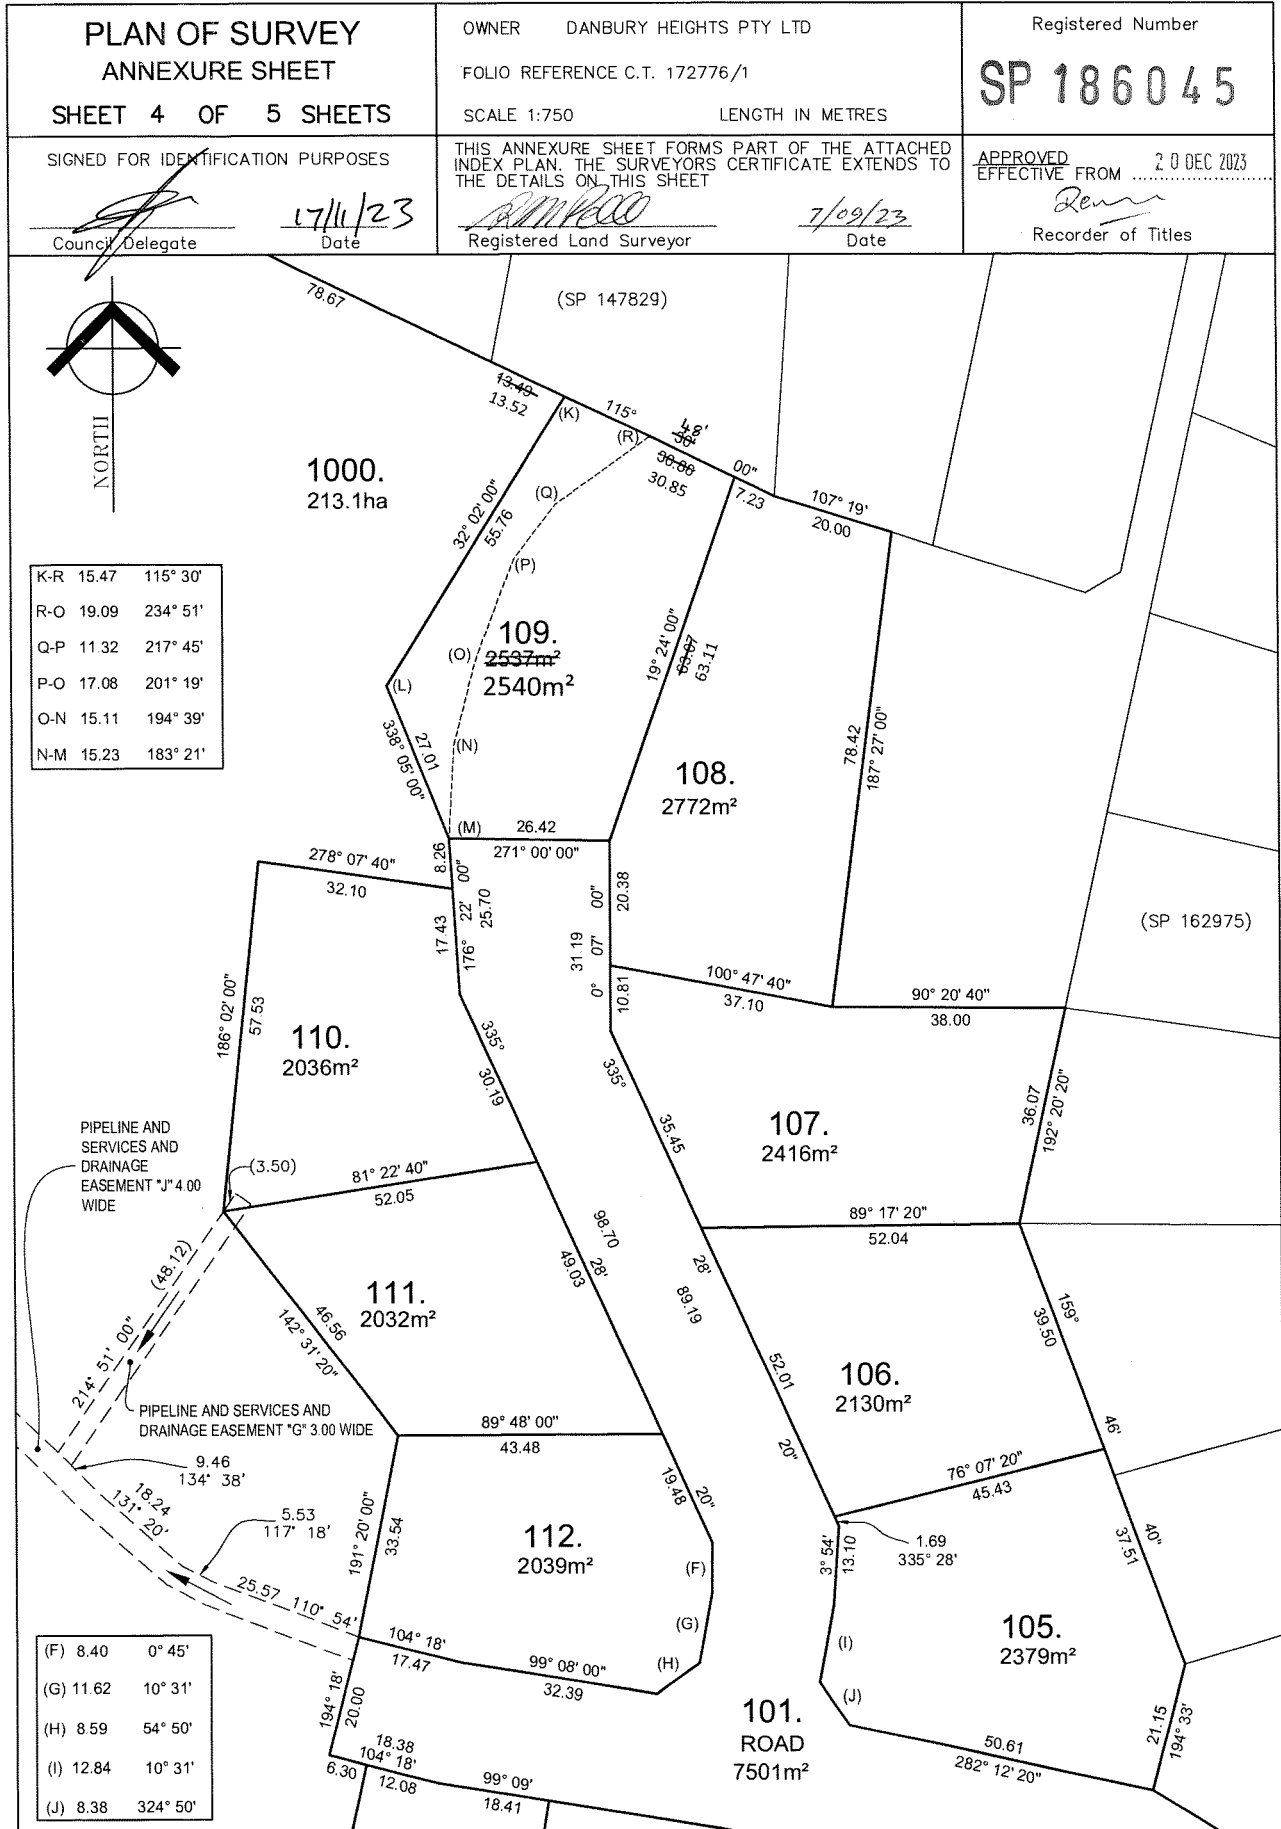 PLAN OF SURVEY
ANNEXURE SHEET
SHEET 4 OF 5 SHEETS
OWNER DANBURY HEIGHTS PTY LTD
FOLIO REFERENCE C.T. 172776/1
SCALE 1:750 LENGTH IN METRES
Registered Number
SP 186045
SIGNED FOR IDENTIFICATION PURPOSES
17/11/23
Council Delegate Date
THIS ANNEXURE SHEET FORMS PART OF THE ATTACHED
INDEX PLAN. THE SURVEYORS CERTIFICATE EXTENDS TO
THE DETAILS ON THIS SHEET
7/09/23
Registered Land Surveyor Date
APPROVED
EFFECTIVE FROM 20 DEC 2023
Recorder of Titles
NORTH
78.67
(SP 147829)
13.49
13.52
(K)
115°
(R)
48'
30'
30.80
30.85
00"
7.23
107° 19'
20.00
1000.
213.1ha
32° 02' 00"
55.76
(Q)
(P)
K-R 15.47 115° 30'
R-O 19.09 234° 51'
Q-P 11.32 217° 45'
P-O 17.08 201° 19'
O-N 15.11 194° 39'
N-M 15.23 183° 21'
109.
2537m²
2540m²
(O)
(L)
(N)
(M)
19° 24' 00"
63.07
63.11
338° 05' 00"
27.01
108.
2772m²
78.42
187° 27' 00"
26.42
271° 00' 00"
278° 07' 40"
32.10
8.26
17.43
176° 22' 00"
25.70
31.19
0° 07' 00"
20.38
10.81
(SP 162975)
100° 47' 40"
37.10
90° 20' 40"
38.00
186° 02' 00"
57.53
110.
2036m²
335°
30.19
335°
35.45
107.
2416m²
36.07
192° 20' 20"
PIPELINE AND
SERVICES AND
DRAINAGE
EASEMENT "J" 4.00
WIDE
(3.50)
81° 22' 40"
52.05
89° 17' 20"
52.04
98.70
28'
49.03
28'
89.19
(48.12)
214° 51' 00"
111.
2032m²
46.56
142° 31' 20"
159°
39.50
52.01
106.
2130m²
PIPELINE AND SERVICES AND
DRAINAGE EASEMENT "G" 3.00 WIDE
89° 48' 00"
43.48
20"
46'
76° 07' 20"
45.43
9.46
134° 38'
18.24
131° 20'
5.53
117° 18'
19.48
20"
191° 20' 00"
33.54
112.
2039m²
(F)
3° 54'
13.10
1.69
335° 28'
40"
37.51
25.57 110° 54'
(G)
(H)
(I)
(J)
105.
2379m²
(F) 8.40 0° 45'
(G) 11.62 10° 31'
(H) 8.59 54° 50'
(I) 12.84 10° 31'
(J) 8.38 324° 50'
104° 18'
17.47
99° 08' 00"
32.39
194° 18'
20.00
101.
ROAD
7501m²
21.15
194° 33'
50.61
282° 12' 20"
18.38
104° 18'
6.30
12.08
99° 09'
18.41